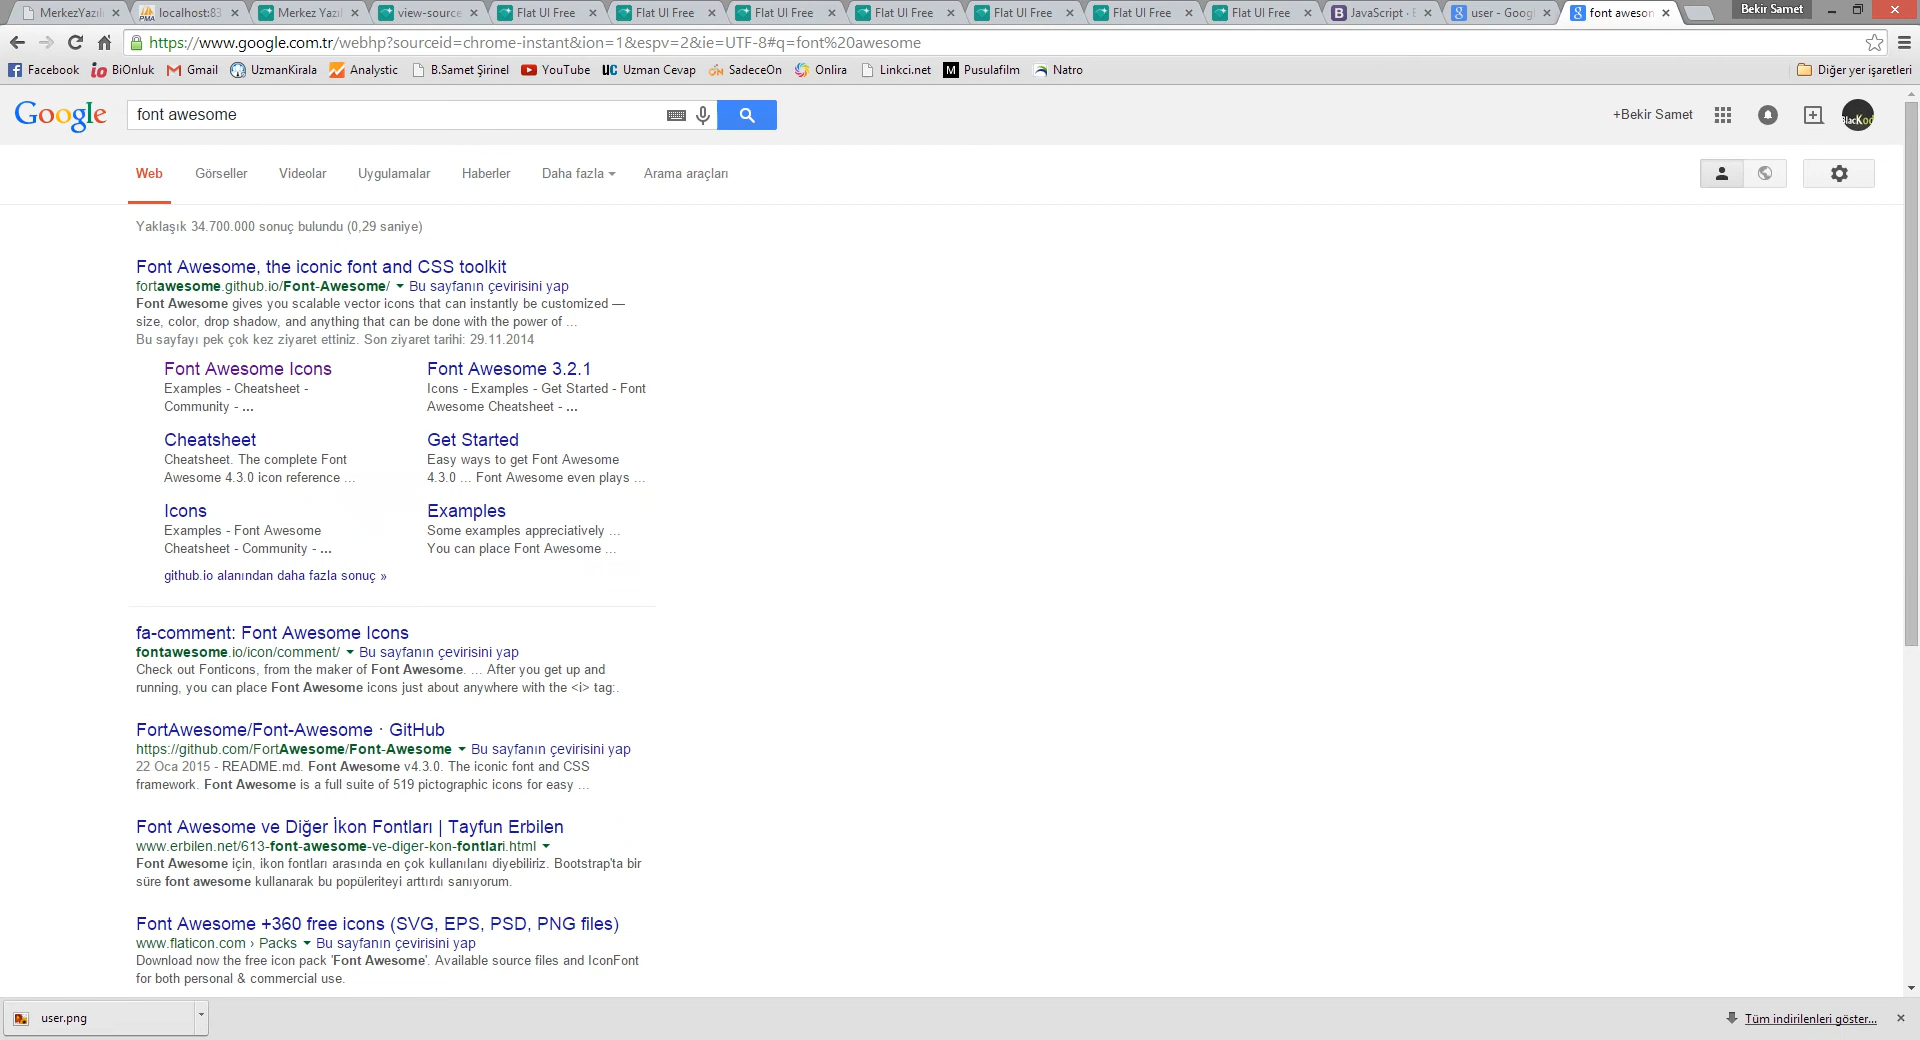 MerkezYazılı
localhost:83
Merkez Yazıl
view-source
Flat UI Free
Flat UI Free
Flat UI Free
Flat UI Free
Flat UI Free
Flat UI Free
Flat UI Free
JavaScript ·
user - Goog
font awesom
Bekir Samet
https://www.google.com.tr/webhp?sourceid=chrome-instant&ion=1&espv=2&ie=UTF-8#q=font%20awesome
Facebook BiOnluk Gmail UzmanKirala Analystic B.Samet Şirinel YouTube Uzman Cevap SadeceOn Onlira Linkci.net Pusulafilm Natro Diğer yer işaretleri
Google
font awesome
+Bekir Samet
BlacKod
Web Görseller Videolar Uygulamalar Haberler Daha fazla Arama araçları
Yaklaşık 34.700.000 sonuç bulundu (0,29 saniye)
Font Awesome, the iconic font and CSS toolkit
fortawesome.github.io/Font-Awesome/ Bu sayfanın çevirisini yap
Font Awesome gives you scalable vector icons that can instantly be customized —
size, color, drop shadow, and anything that can be done with the power of ...
Bu sayfayı pek çok kez ziyaret ettiniz. Son ziyaret tarihi: 29.11.2014
Font Awesome Icons
Examples - Cheatsheet -
Community - ...
Font Awesome 3.2.1
Icons - Examples - Get Started - Font
Awesome Cheatsheet - ...
Cheatsheet
Cheatsheet. The complete Font
Awesome 4.3.0 icon reference ...
Get Started
Easy ways to get Font Awesome
4.3.0 ... Font Awesome even plays ...
Icons
Examples - Font Awesome
Cheatsheet - Community - ...
Examples
Some examples appreciatively ...
You can place Font Awesome ...
github.io alanından daha fazla sonuç »
fa-comment: Font Awesome Icons
fontawesome.io/icon/comment/ Bu sayfanın çevirisini yap
Check out Fonticons, from the maker of Font Awesome. ... After you get up and
running, you can place Font Awesome icons just about anywhere with the <i> tag:.
FortAwesome/Font-Awesome · GitHub
https://github.com/FortAwesome/Font-Awesome Bu sayfanın çevirisini yap
22 Oca 2015 - README.md. Font Awesome v4.3.0. The iconic font and CSS
framework. Font Awesome is a full suite of 519 pictographic icons for easy ...
Font Awesome ve Diğer İkon Fontları | Tayfun Erbilen
www.erbilen.net/613-font-awesome-ve-diger-kon-fontlari.html
Font Awesome için, ikon fontları arasında en çok kullanılanı diyebiliriz. Bootstrap'ta bir
süre font awesome kullanarak bu popüleriteyi arttırdı sanıyorum.
Font Awesome +360 free icons (SVG, EPS, PSD, PNG files)
www.flaticon.com › Packs Bu sayfanın çevirisini yap
Download now the free icon pack 'Font Awesome'. Available source files and IconFont
for both personal & commercial use.
user.png
Tüm indirilenleri göster...